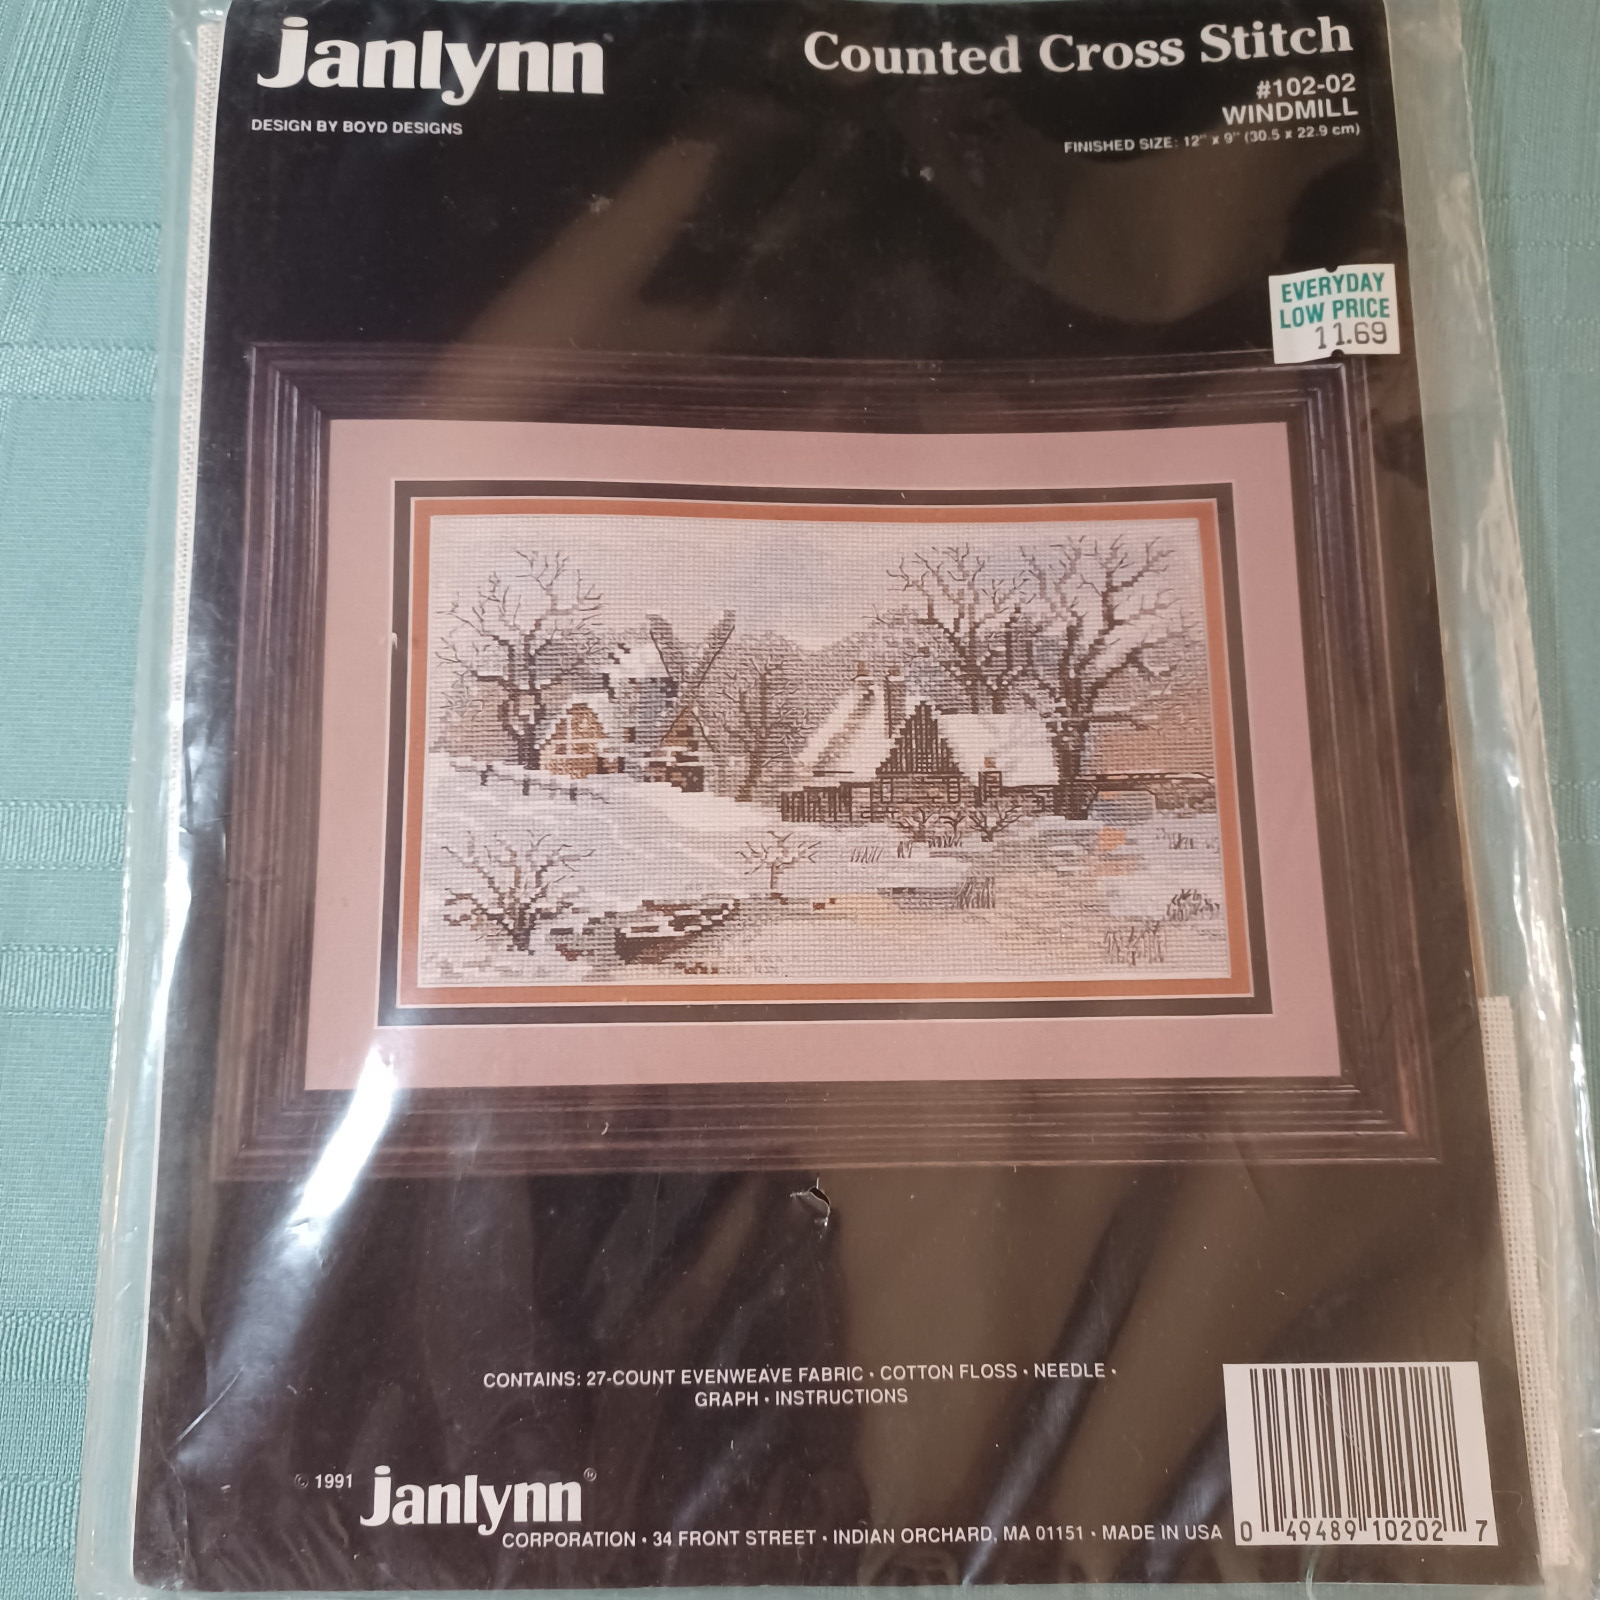 janlynn
DESIGN BY BOYD DESIGNS
Counted Cross Stitch
#102-02
WINDMILL
FINISHED SIZE: 12" x 9" (30.5 x 22.9 cm)
EVERYDAY
LOW PRICE
11.69
CONTAINS: 27-COUNT EVENWEAVE FABRIC • COTTON FLOSS • NEEDLE •
GRAPH • INSTRUCTIONS
© 1991 janlynn®
CORPORATION • 34 FRONT STREET • INDIAN ORCHARD, MA 01151 • MADE IN USA
0 49489 10202 7